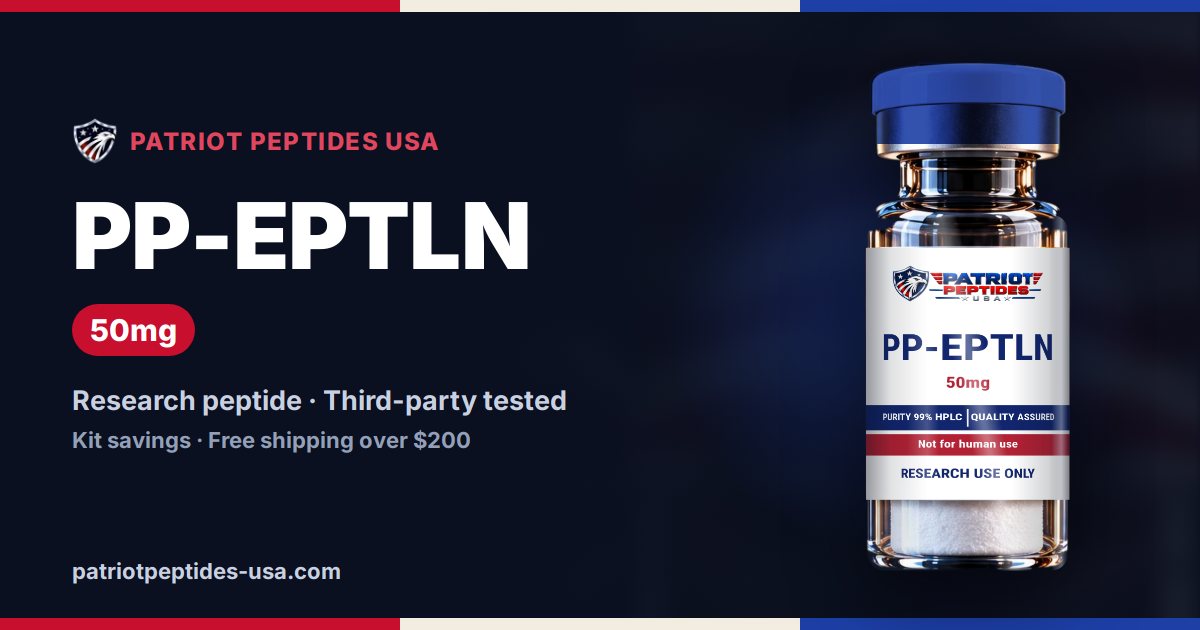 PATRIOT PEPTIDES USA
PP-EPTLN
50mg
Research peptide · Third-party tested
Kit savings · Free shipping over $200
patriotpeptides-usa.com
PATRIOT
PEPTIDES
USA
PP-EPTLN
50mg
PURITY 99% HPLC | QUALITY ASSURED
Not for human use
RESEARCH USE ONLY